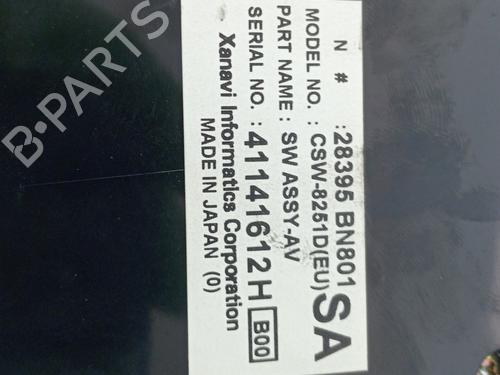 N # : 28395 BN801
MODEL NO. : CSW-8251D(EU)
SA
PART NAME : SW ASSY-AV
SERIAL NO. : 41141612H B00
Xanavi Informatics Corporation
MADE IN JAPAN (0)
B-PARTS